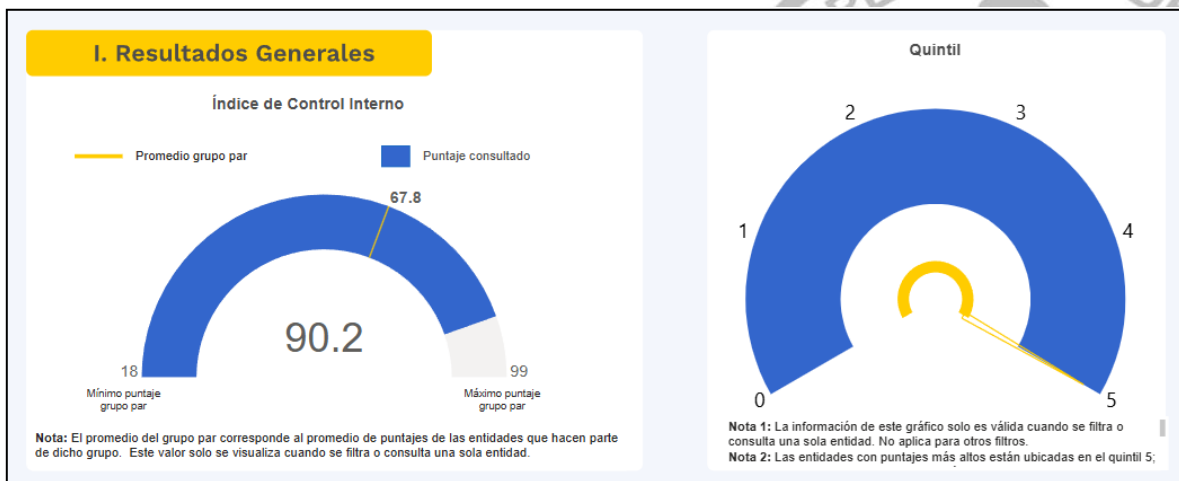 I. Resultados Generales
Índice de Control Interno
Promedio grupo par
Puntaje consultado
67.8
90.2
18
99
Mínimo puntaje
grupo par
Máximo puntaje
grupo par
Nota: El promedio del grupo par corresponde al promedio de puntajes de las entidades que hacen parte
de dicho grupo. Este valor solo se visualiza cuando se filtra o consulta una sola entidad.
Quintil
0
1
2
3
4
5
Nota 1: La información de este gráfico solo es válida cuando se filtra o
consulta una sola entidad. No aplica para otros filtros.
Nota 2: Las entidades con puntajes más altos están ubicadas en el quintil 5;